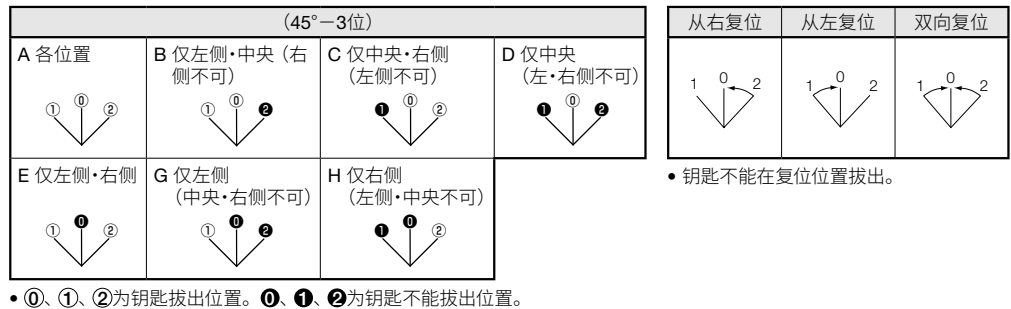 （45°－3位）
A 各位置
① ⓪ ②
B 仅左侧・中央（右
侧不可）
① ⓪ ❷
C 仅中央・右侧
（左侧不可）
❶ ⓪ ②
D 仅中央
（左・右侧不可）
❶ ⓪ ❷
E 仅左侧・右侧
① ⓿ ②
G 仅左侧
（中央・右侧不可）
① ⓿ ❷
H 仅右侧
（左侧・中央不可）
❶ ⓿ ②
• ⓪、①、②为钥匙拔出位置。⓿、❶、❷为钥匙不能拔出位置。
从右复位 从左复位 双向复位
1 0 2 1 0 2 1 0 2
• 钥匙不能在复位位置拔出。